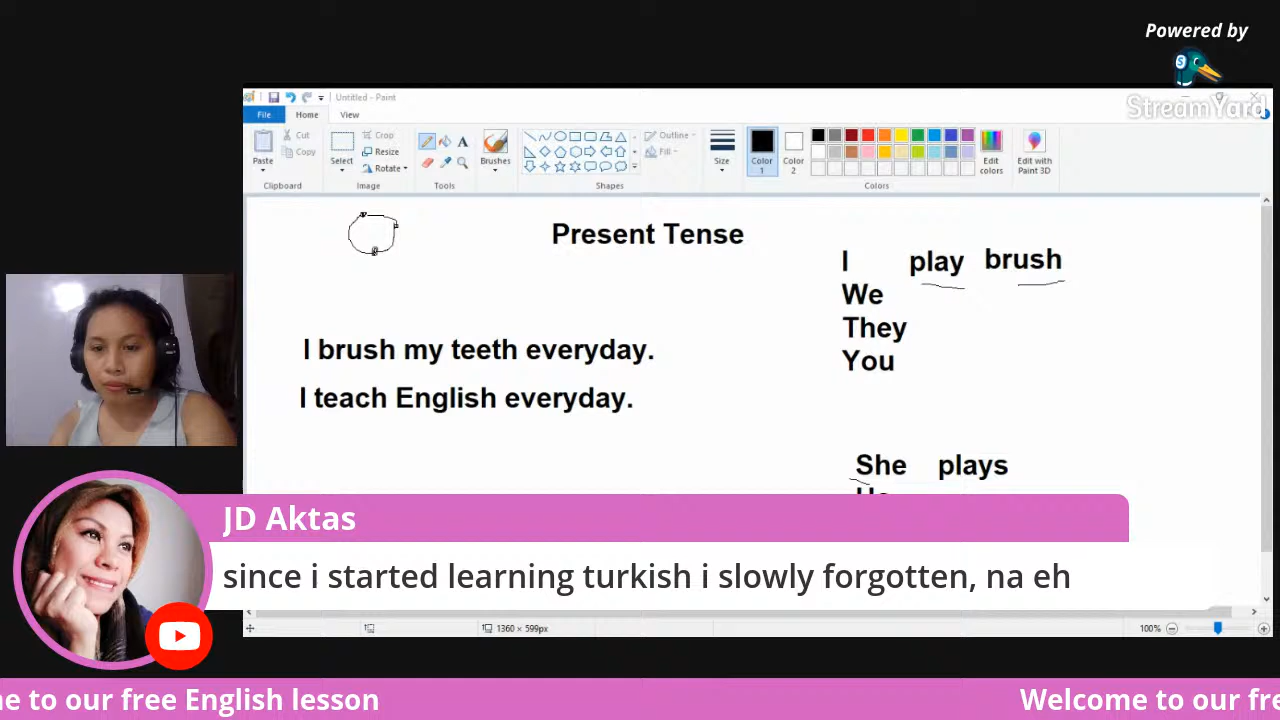 Powered by
StreamYard
Untitled - Paint
File Home View
Paste
Cut
Copy
Clipboard
Select
Crop
Resize
Rotate
Image
Tools
Brushes
Shapes
Outline
Fill
Size
Color 1
Color 2
Edit colors
Colors
Edit with Paint 3D
Present Tense
I play brush
We
They
You
I brush my teeth everyday.
I teach English everyday.
She plays
JD Aktas
since i started learning turkish i slowly forgotten, na eh
1360 × 599px
100%
me to our free English lesson
Welcome to our fre